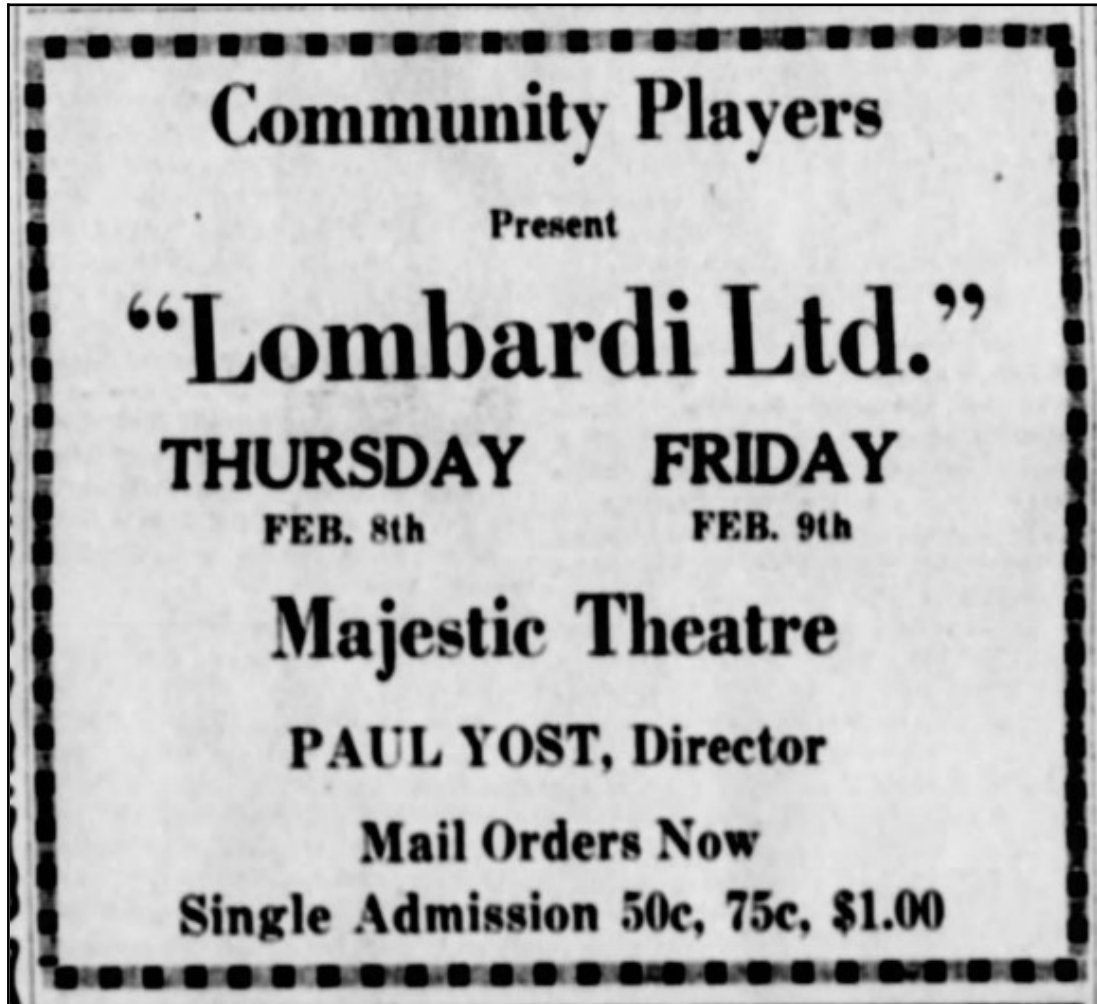 Community Players
Present
“Lombardi Ltd.”
THURSDAY FRIDAY
FEB. 8th FEB. 9th
Majestic Theatre
PAUL YOST, Director
Mail Orders Now
Single Admission 50c, 75c, $1.00